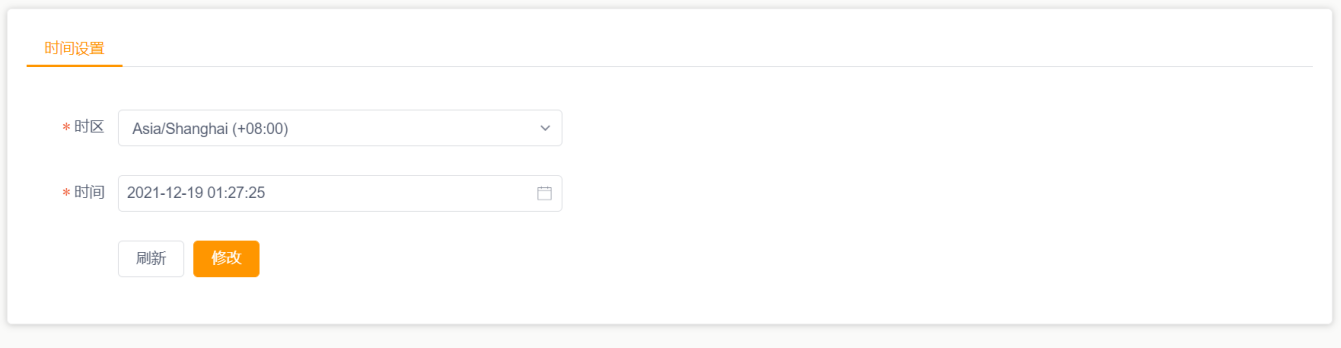 时间设置
* 时区 Asia/Shanghai (+08:00)
* 时间 2021-12-19 01:27:25
刷新 修改